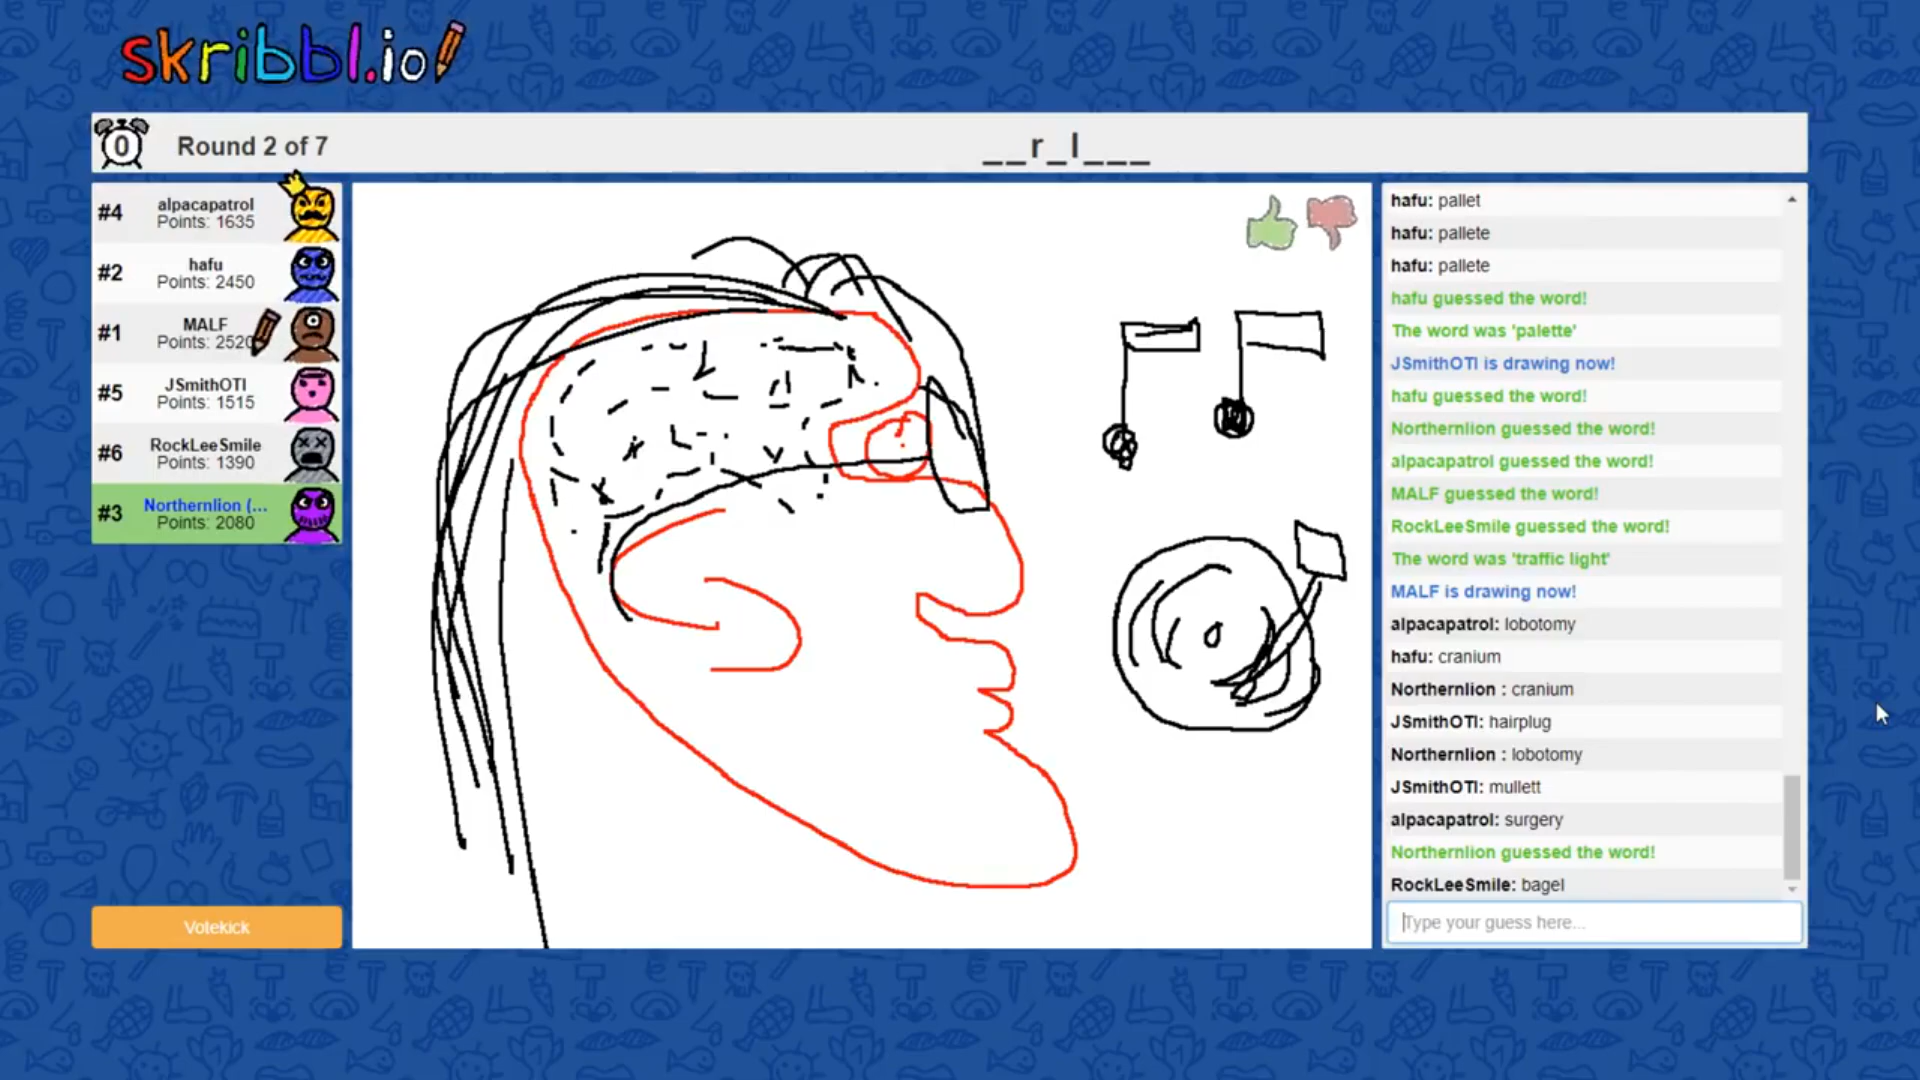 skribbl.io
0
Round 2 of 7
__r_l___
#4 alpacapatrol
Points: 1635
#2 hafu
Points: 2450
#1 MALF
Points: 2520
#5 JSmithOTI
Points: 1515
#6 RockLeeSmile
Points: 1390
#3 Northernlion (...
Points: 2080
Votekick
hafu: pallet
hafu: pallete
hafu: pallete
hafu guessed the word!
The word was 'palette'
JSmithOTI is drawing now!
hafu guessed the word!
Northernlion guessed the word!
alpacapatrol guessed the word!
MALF guessed the word!
RockLeeSmile guessed the word!
The word was 'traffic light'
MALF is drawing now!
alpacapatrol: lobotomy
hafu: cranium
Northernlion : cranium
JSmithOTI: hairplug
Northernlion : lobotomy
JSmithOTI: mullett
alpacapatrol: surgery
Northernlion guessed the word!
RockLeeSmile: bagel
Type your guess here...